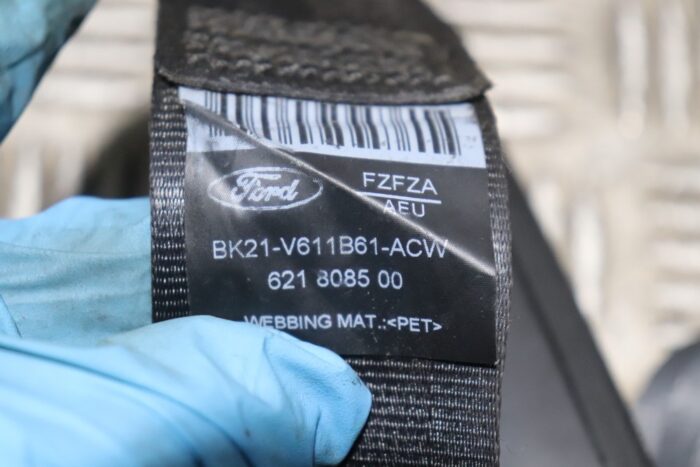 Ford
FZFZA
AEU
BK21-V611B61-ACW
621 8085 00
WEBBING MAT.:<PET>